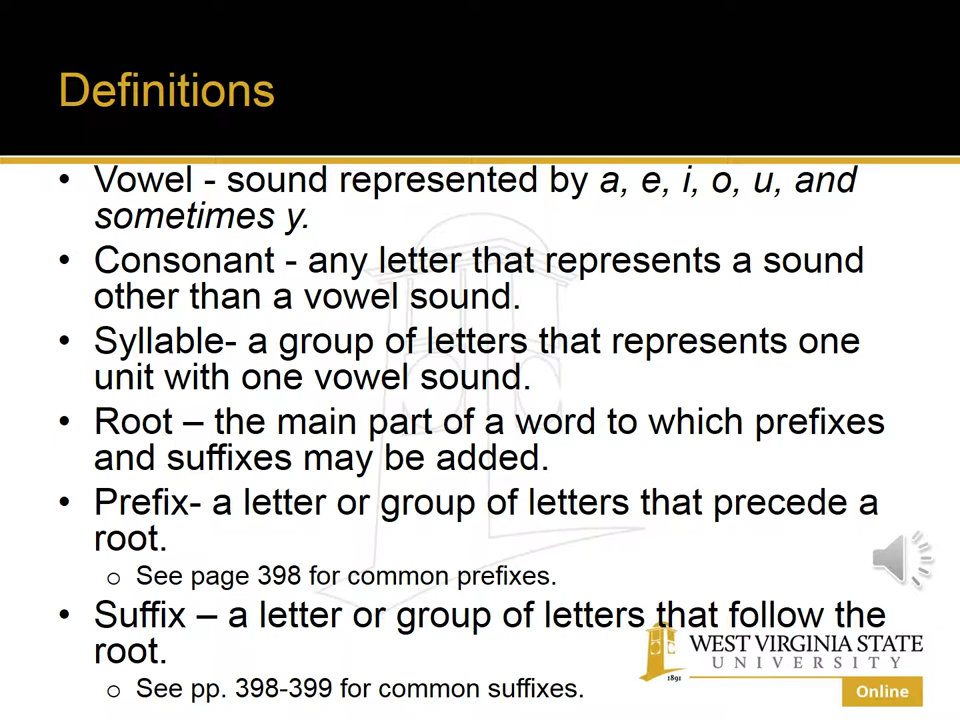 Definitions
• Vowel - sound represented by a, e, i, o, u, and
sometimes y.
• Consonant - any letter that represents a sound
other than a vowel sound.
• Syllable- a group of letters that represents one
unit with one vowel sound.
• Root – the main part of a word to which prefixes
and suffixes may be added.
• Prefix- a letter or group of letters that precede a
root.
o See page 398 for common prefixes.
• Suffix – a letter or group of letters that follow the
root.
o See pp. 398-399 for common suffixes.
WEST VIRGINIA STATE
UNIVERSITY
1891
Online